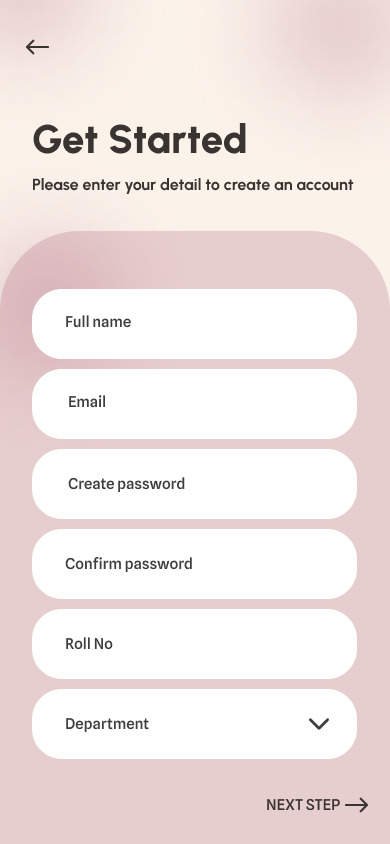 Get Started
Please enter your detail to create an account
Full name
Email
Create password
Confirm password
Roll No
Department
NEXT STEP